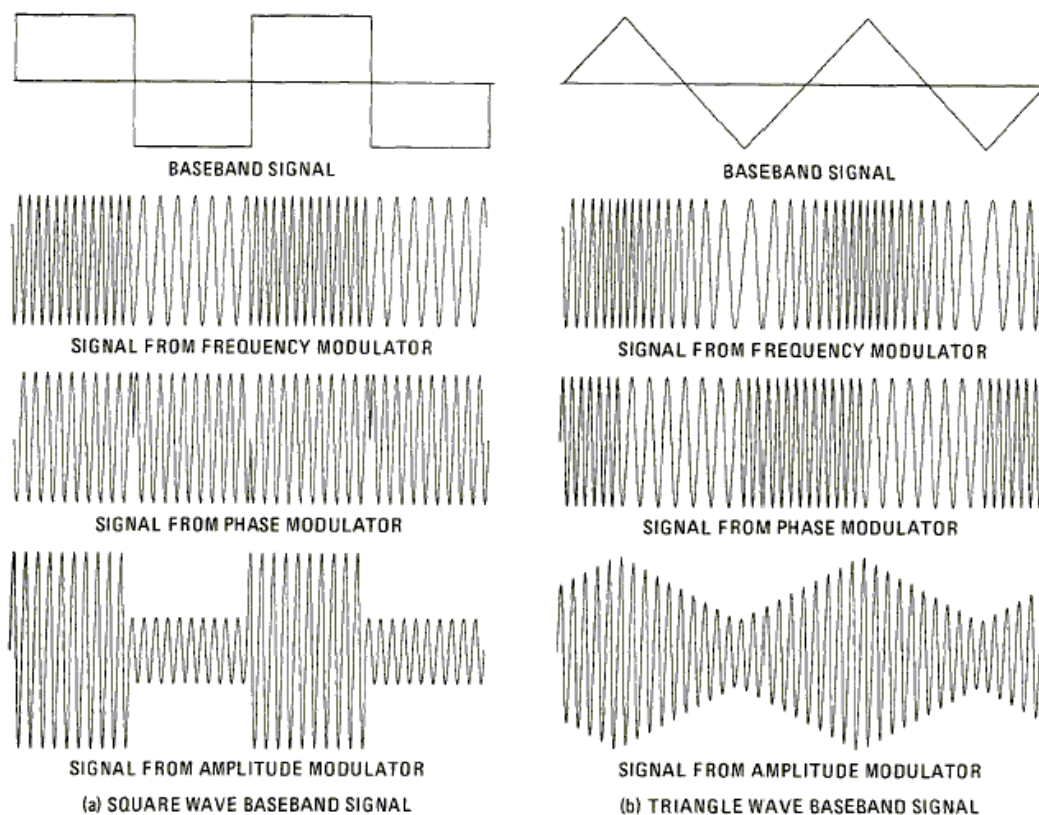 BASEBAND SIGNAL
BASEBAND SIGNAL
SIGNAL FROM FREQUENCY MODULATOR
SIGNAL FROM FREQUENCY MODULATOR
SIGNAL FROM PHASE MODULATOR
SIGNAL FROM PHASE MODULATOR
SIGNAL FROM AMPLITUDE MODULATOR
SIGNAL FROM AMPLITUDE MODULATOR
(a) SQUARE WAVE BASEBAND SIGNAL
(b) TRIANGLE WAVE BASEBAND SIGNAL